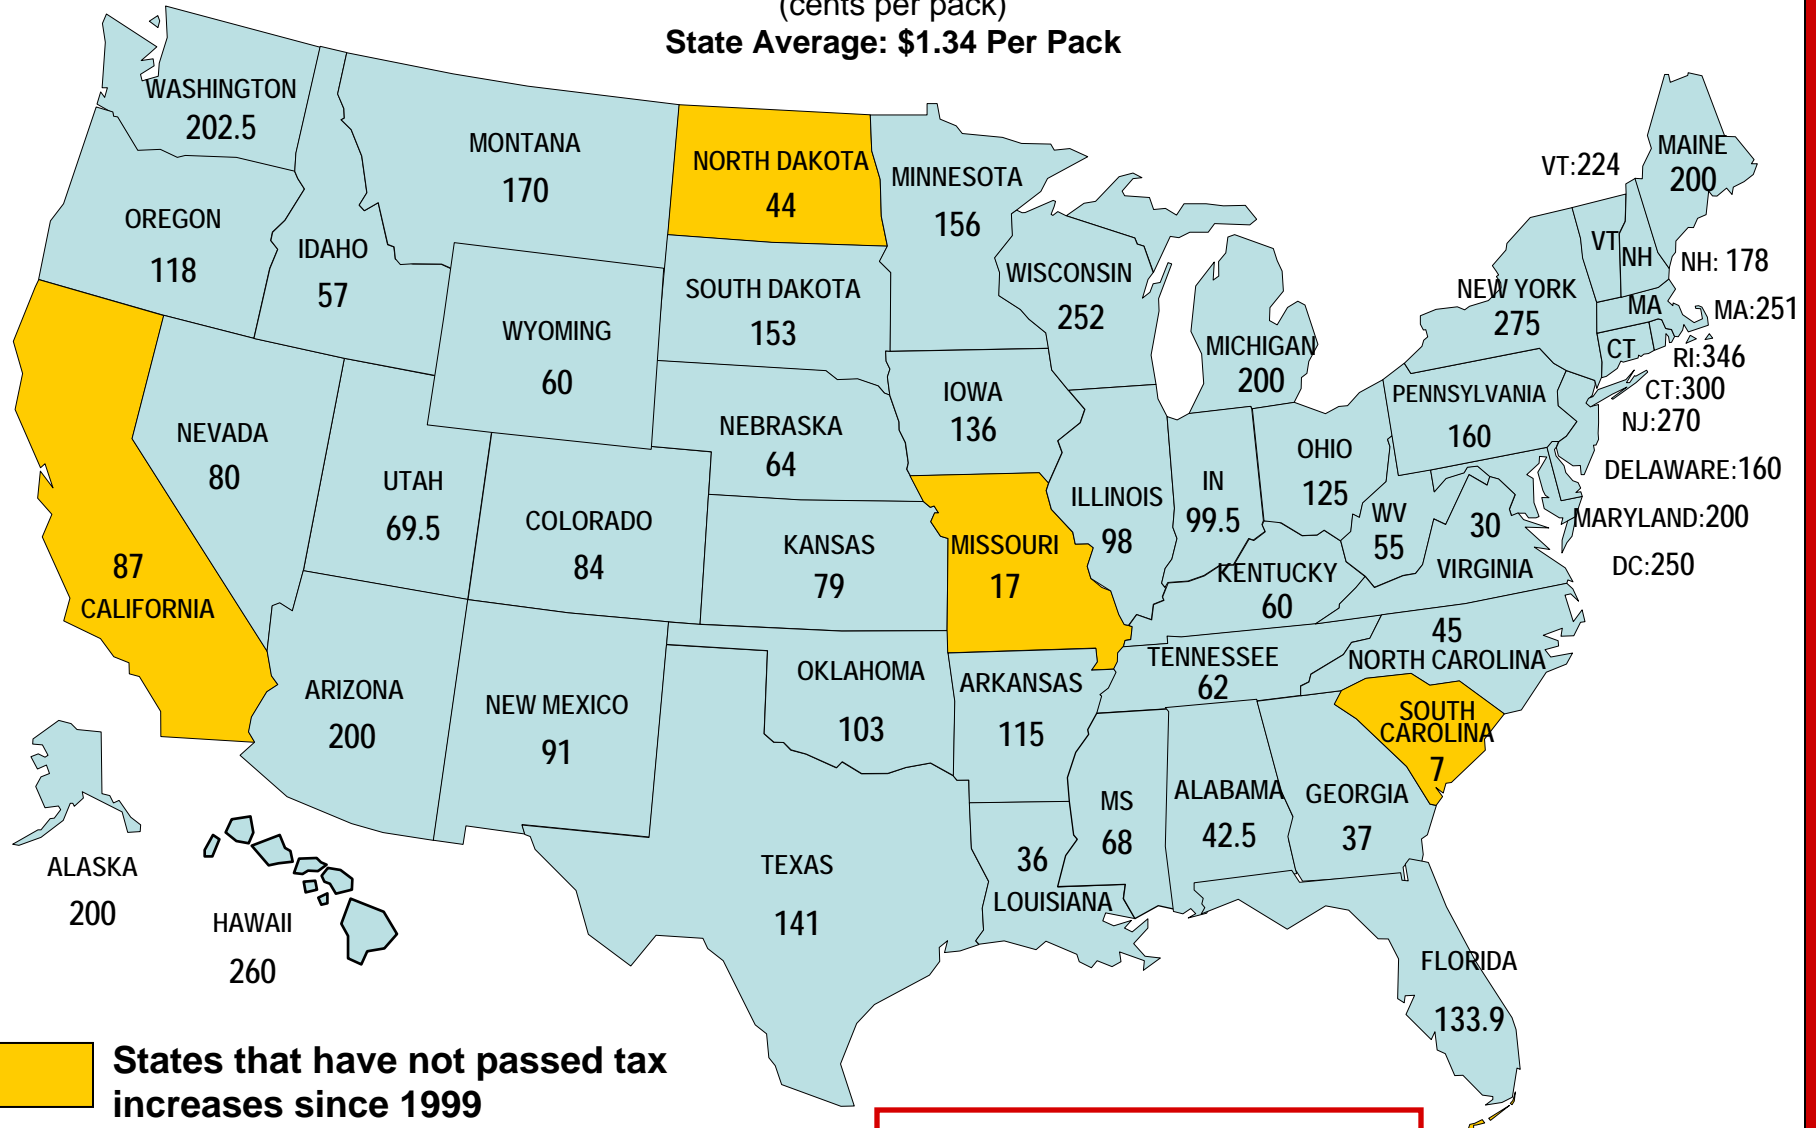 (cents per pack)
State Average: $1.34 Per Pack
WASHINGTON
202.5
OREGON
118
IDAHO
57
MONTANA
170
NORTH DAKOTA
44
MINNESOTA
156
SOUTH DAKOTA
153
WYOMING
60
WISCONSIN
252
MICHIGAN
200
VT:224
MAINE
200
VT
NH
NH: 178
NEW YORK
275
MA
MA:251
CT
RI:346
CT:300
NJ:270
PENNSYLVANIA
160
DELAWARE:160
MARYLAND:200
DC:250
NEVADA
80
UTAH
69.5
COLORADO
84
NEBRASKA
64
IOWA
136
KANSAS
79
MISSOURI
17
ILLINOIS
98
IN
99.5
OHIO
125
WV
55
30
VIRGINIA
KENTUCKY
60
87
CALIFORNIA
ARIZONA
200
NEW MEXICO
91
OKLAHOMA
103
ARKANSAS
115
TENNESSEE
62
45
NORTH CAROLINA
SOUTH
CAROLINA
7
MS
68
ALABAMA
42.5
GEORGIA
37
TEXAS
141
36
LOUISIANA
FLORIDA
133.9
ALASKA
200
HAWAII
260
States that have not passed tax
increases since 1999